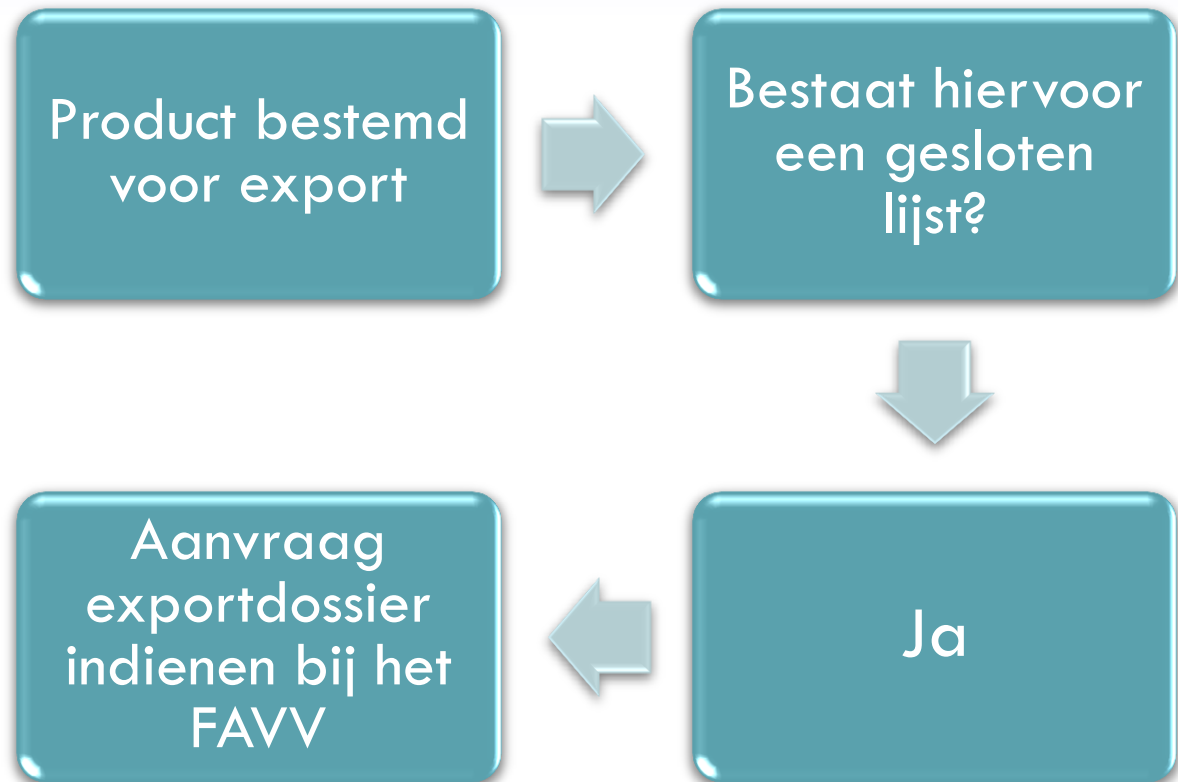 Product bestemd
voor export
Bestaat hiervoor
een gesloten
lijst?
Ja
Aanvraag
exportdossier
indienen bij het
FAVV